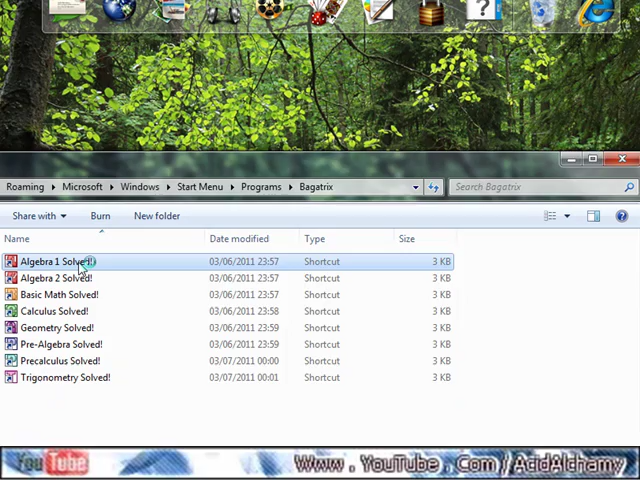 Roaming ▸ Microsoft ▸ Windows ▸ Start Menu ▸ Programs ▸ Bagatrix
Search Bagatrix
Share with Burn New folder
Name Date modified Type Size
Algebra 1 Solved! 03/06/2011 23:57 Shortcut 3 KB
Algebra 2 Solved! 03/06/2011 23:57 Shortcut 3 KB
Basic Math Solved! 03/06/2011 23:57 Shortcut 3 KB
Calculus Solved! 03/06/2011 23:58 Shortcut 3 KB
Geometry Solved! 03/06/2011 23:59 Shortcut 3 KB
Pre-Algebra Solved! 03/06/2011 23:59 Shortcut 3 KB
Precalculus Solved! 03/07/2011 00:00 Shortcut 3 KB
Trigonometry Solved! 03/07/2011 00:01 Shortcut 3 KB
YouTube Www . YouTube . Com / AcidAlchamy